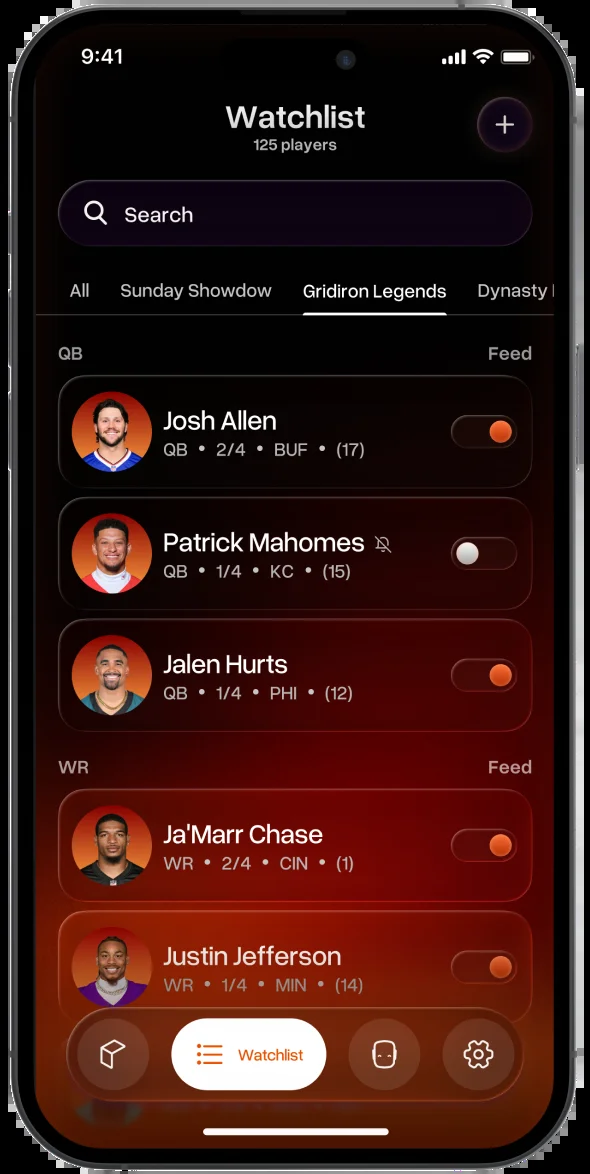 9:41
Watchlist
125 players
Search
All Sunday Showdow Gridiron Legends Dynasty
QB Feed
Josh Allen
QB • 2/4 • BUF • (17)
Patrick Mahomes
QB • 1/4 • KC • (15)
Jalen Hurts
QB • 1/4 • PHI • (12)
WR Feed
Ja'Marr Chase
WR • 2/4 • CIN • (1)
Justin Jefferson
WR • 1/4 • MIN • (14)
Watchlist